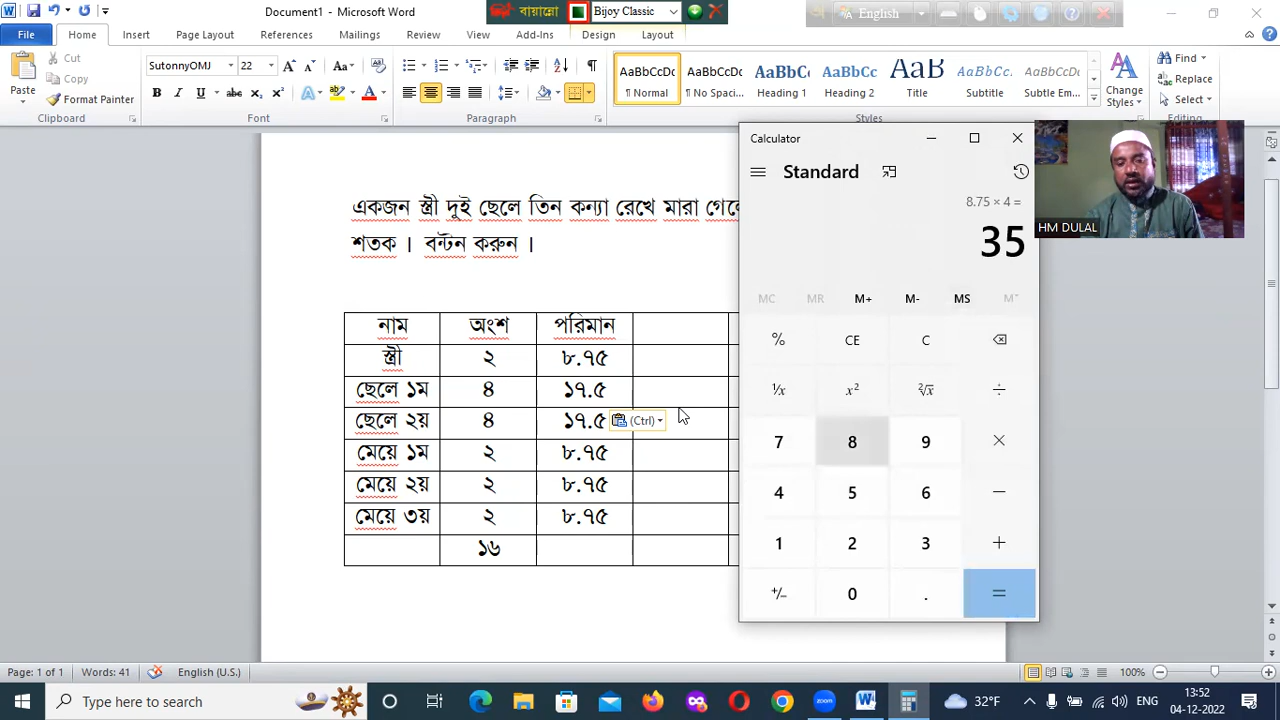 Document1 - Microsoft Word
বায়ান্নো
Bijoy Classic
English
File
Home
Insert
Page Layout
References
Mailings
Review
View
Add-Ins
Design
Layout
Paste
Cut
Copy
Format Painter
Clipboard
SutonnyOMJ
22
Font
Paragraph
AaBbCcDc
¶ Normal
AaBbCcDc
¶ No Spaci...
AaBbCc
Heading 1
AaBbCc
Heading 2
AaB
Title
AaBbCc
Subtitle
AaBbCcDc
Subtle Em...
Styles
Change Styles
Find
Replace
Select
Editing
একজন স্ত্রী দুই ছেলে তিন কন্যা রেখে মারা গেলে
শতক । বন্টন করুন ।
নাম অংশ পরিমান
স্ত্রী ২ ৮.৭৫
ছেলে ১ম ৪ ১৭.৫
ছেলে ২য় ৪ ১৭.৫
(Ctrl)
মেয়ে ১ম ২ ৮.৭৫
মেয়ে ২য় ২ ৮.৭৫
মেয়ে ৩য় ২ ৮.৭৫
১৬
Calculator
Standard
8.75 × 4 =
35
MC MR M+ M- MS M˅
% CE C
¹/x x² ²√x ÷
7 8 9 ×
4 5 6 −
1 2 3 +
+/− 0 . =
HM DULAL
Page: 1 of 1
Words: 41
English (U.S.)
100%
Type here to search
32°F
ENG
13:52
04-12-2022